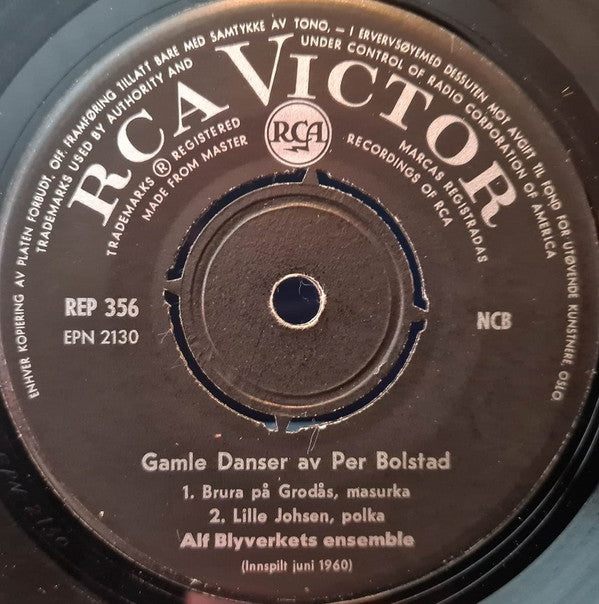 ENHVER KOPIERING AV PLATEN FORBUDT, OFF. FRAMFØRING TILLATT BARE MED SAMTYKKE AV TONO, – I ERVERVSØYEMED DESSUTEN MOT AVGIFT TIL FOND FOR UTØVENDE KUNSTNERE, OSLO.
TRADEMARKS USED BY AUTHORITY AND UNDER CONTROL OF RADIO CORPORATION OF AMERICA
RCA VICTOR
TRADEMARKS ® REGISTERED
MADE FROM MASTER
RCA
MARCAS REGISTRADAS
RECORDINGS OF RCA
REP 356
EPN 2130
NCB
Gamle Danser av Per Bolstad
1. Brura på Grodås, masurka
2. Lille Johsen, polka
Alf Blyverkets ensemble
(Innspilt juni 1960)